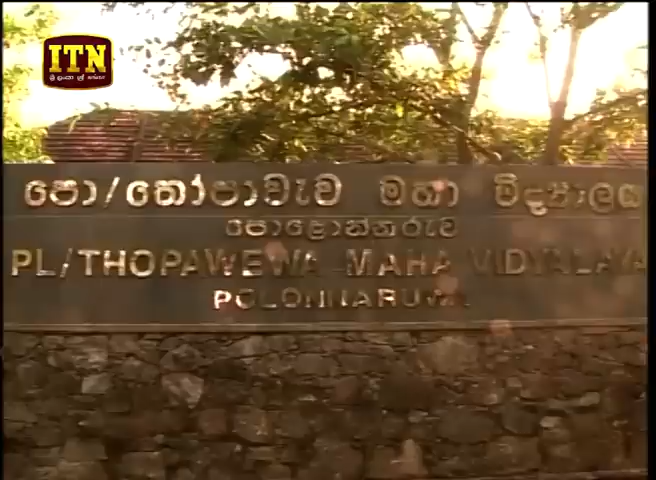 ITN
ශ්‍රී ලංකා ශ්‍රී සංසාර
පො/තෝපාවැව මහා විද්‍යාලය
පොළොන්නරුව
PL/THOPAWEWA MAHA VIDYALAYA
POLONNARUWA